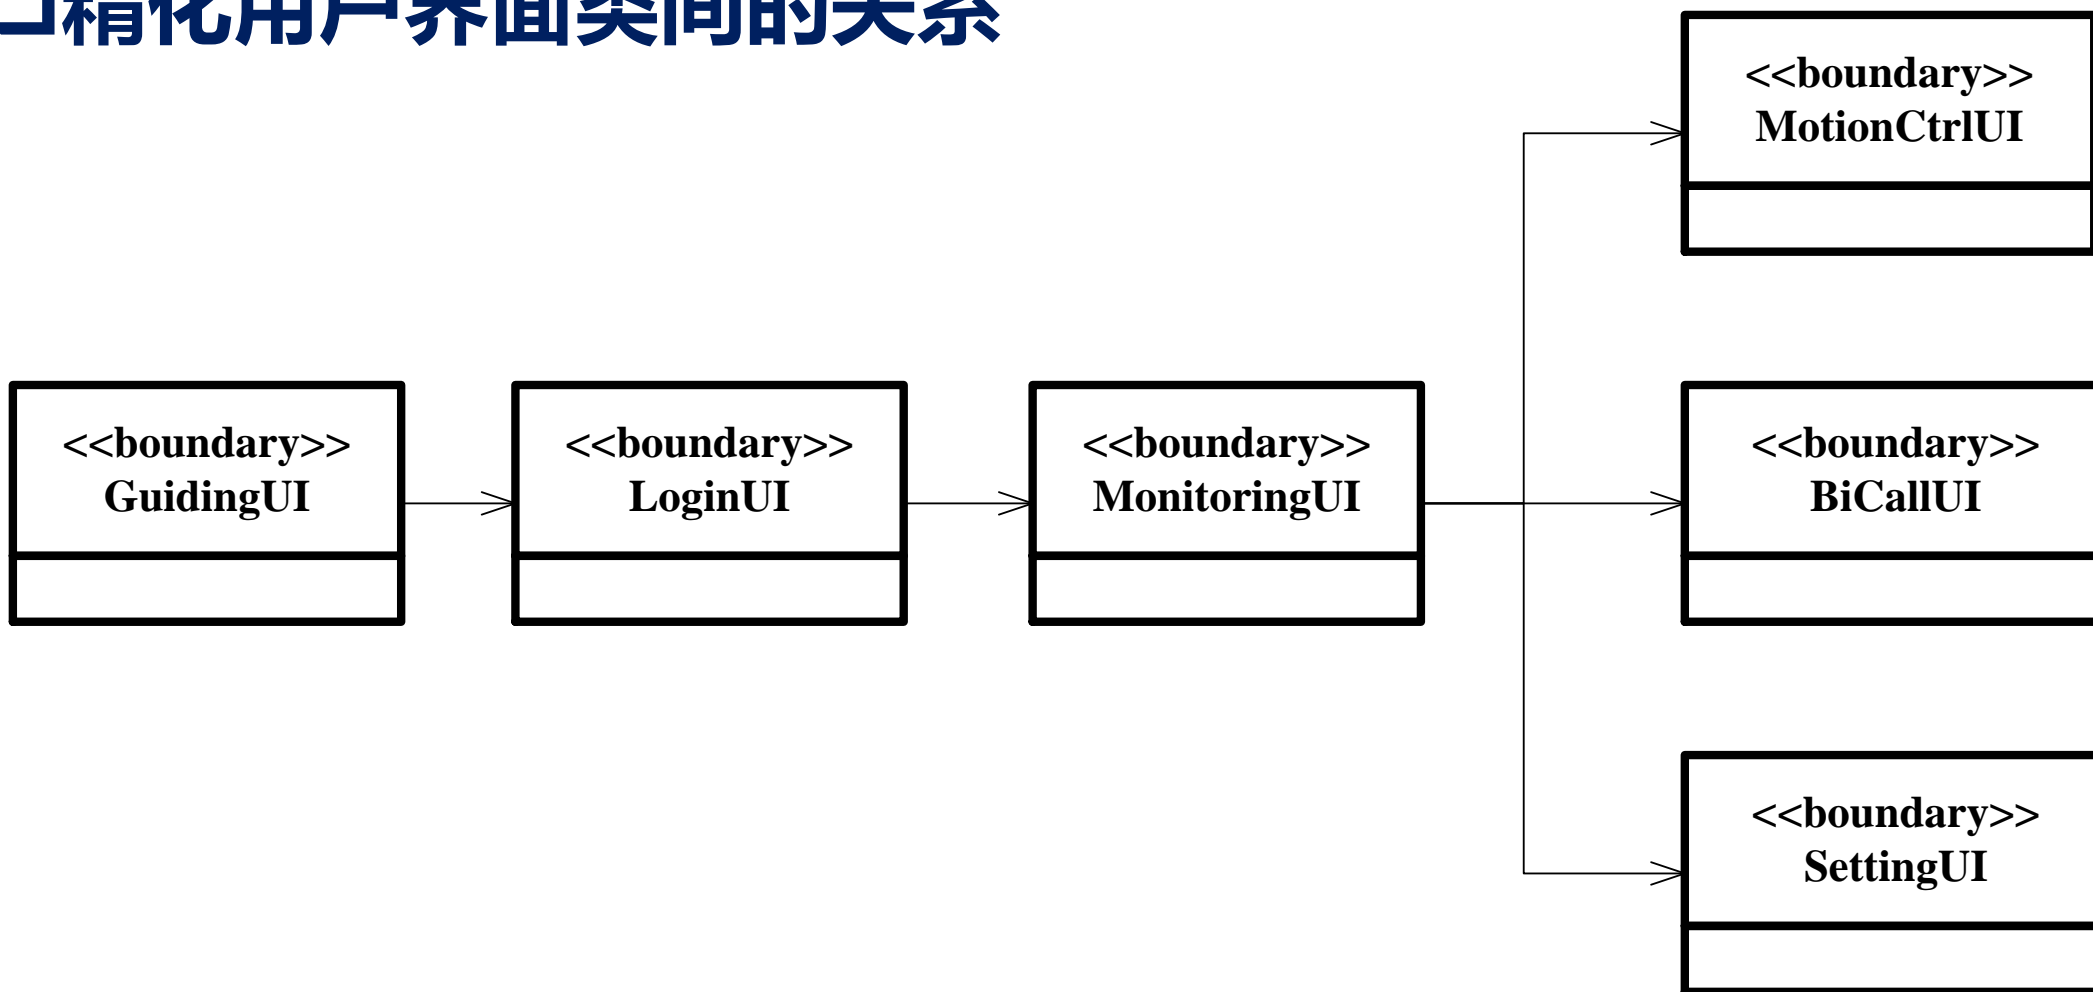 精化用户界面类间的关系
<<boundary>>
MotionCtrlUI
<<boundary>>
GuidingUI
<<boundary>>
LoginUI
<<boundary>>
MonitoringUI
<<boundary>>
BiCallUI
<<boundary>>
SettingUI